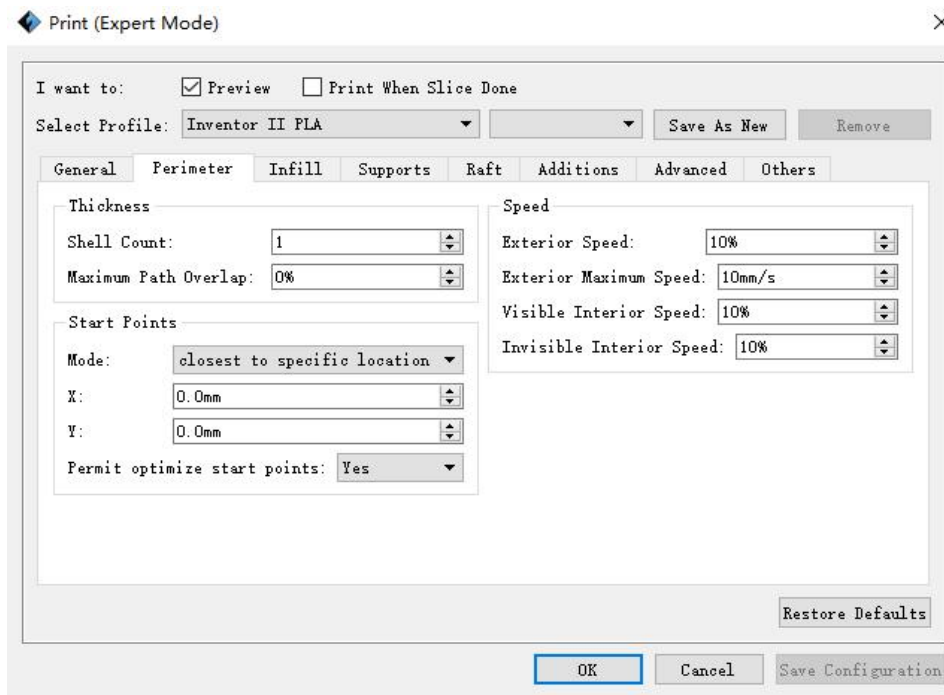 Print (Expert Mode)
I want to: Preview Print When Slice Done
Select Profile: Inventor II PLA Save As New Remove
General Perimeter Infill Supports Raft Additions Advanced Others
Thickness
Shell Count: 1
Maximum Path Overlap: 0%
Start Points
Mode: closest to specific location
X: 0.0mm
Y: 0.0mm
Permit optimize start points: Yes
Speed
Exterior Speed: 10%
Exterior Maximum Speed: 10mm/s
Visible Interior Speed: 10%
Invisible Interior Speed: 10%
Restore Defaults
OK Cancel Save Configuration